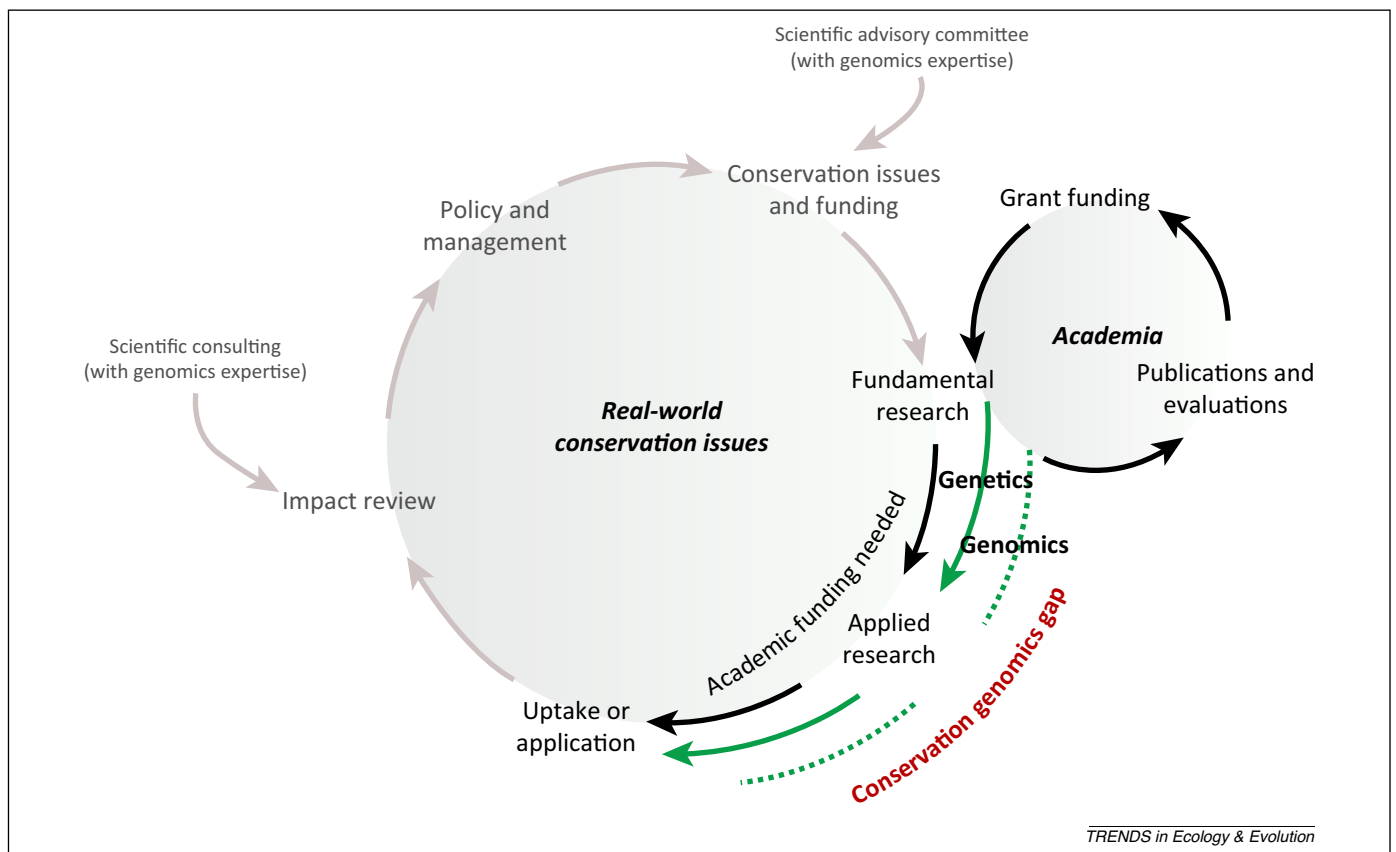 Scientific advisory committee
(with genomics expertise)
Conservation issues
and funding
Policy and
management
Grant funding
Scientific consulting
(with genomics expertise)
Academia
Publications and
evaluations
Fundamental
research
Real-world
conservation issues
Impact review
Genetics
Genomics
Academic funding needed
Applied
research
Conservation genomics gap
Uptake or
application
TRENDS in Ecology & Evolution